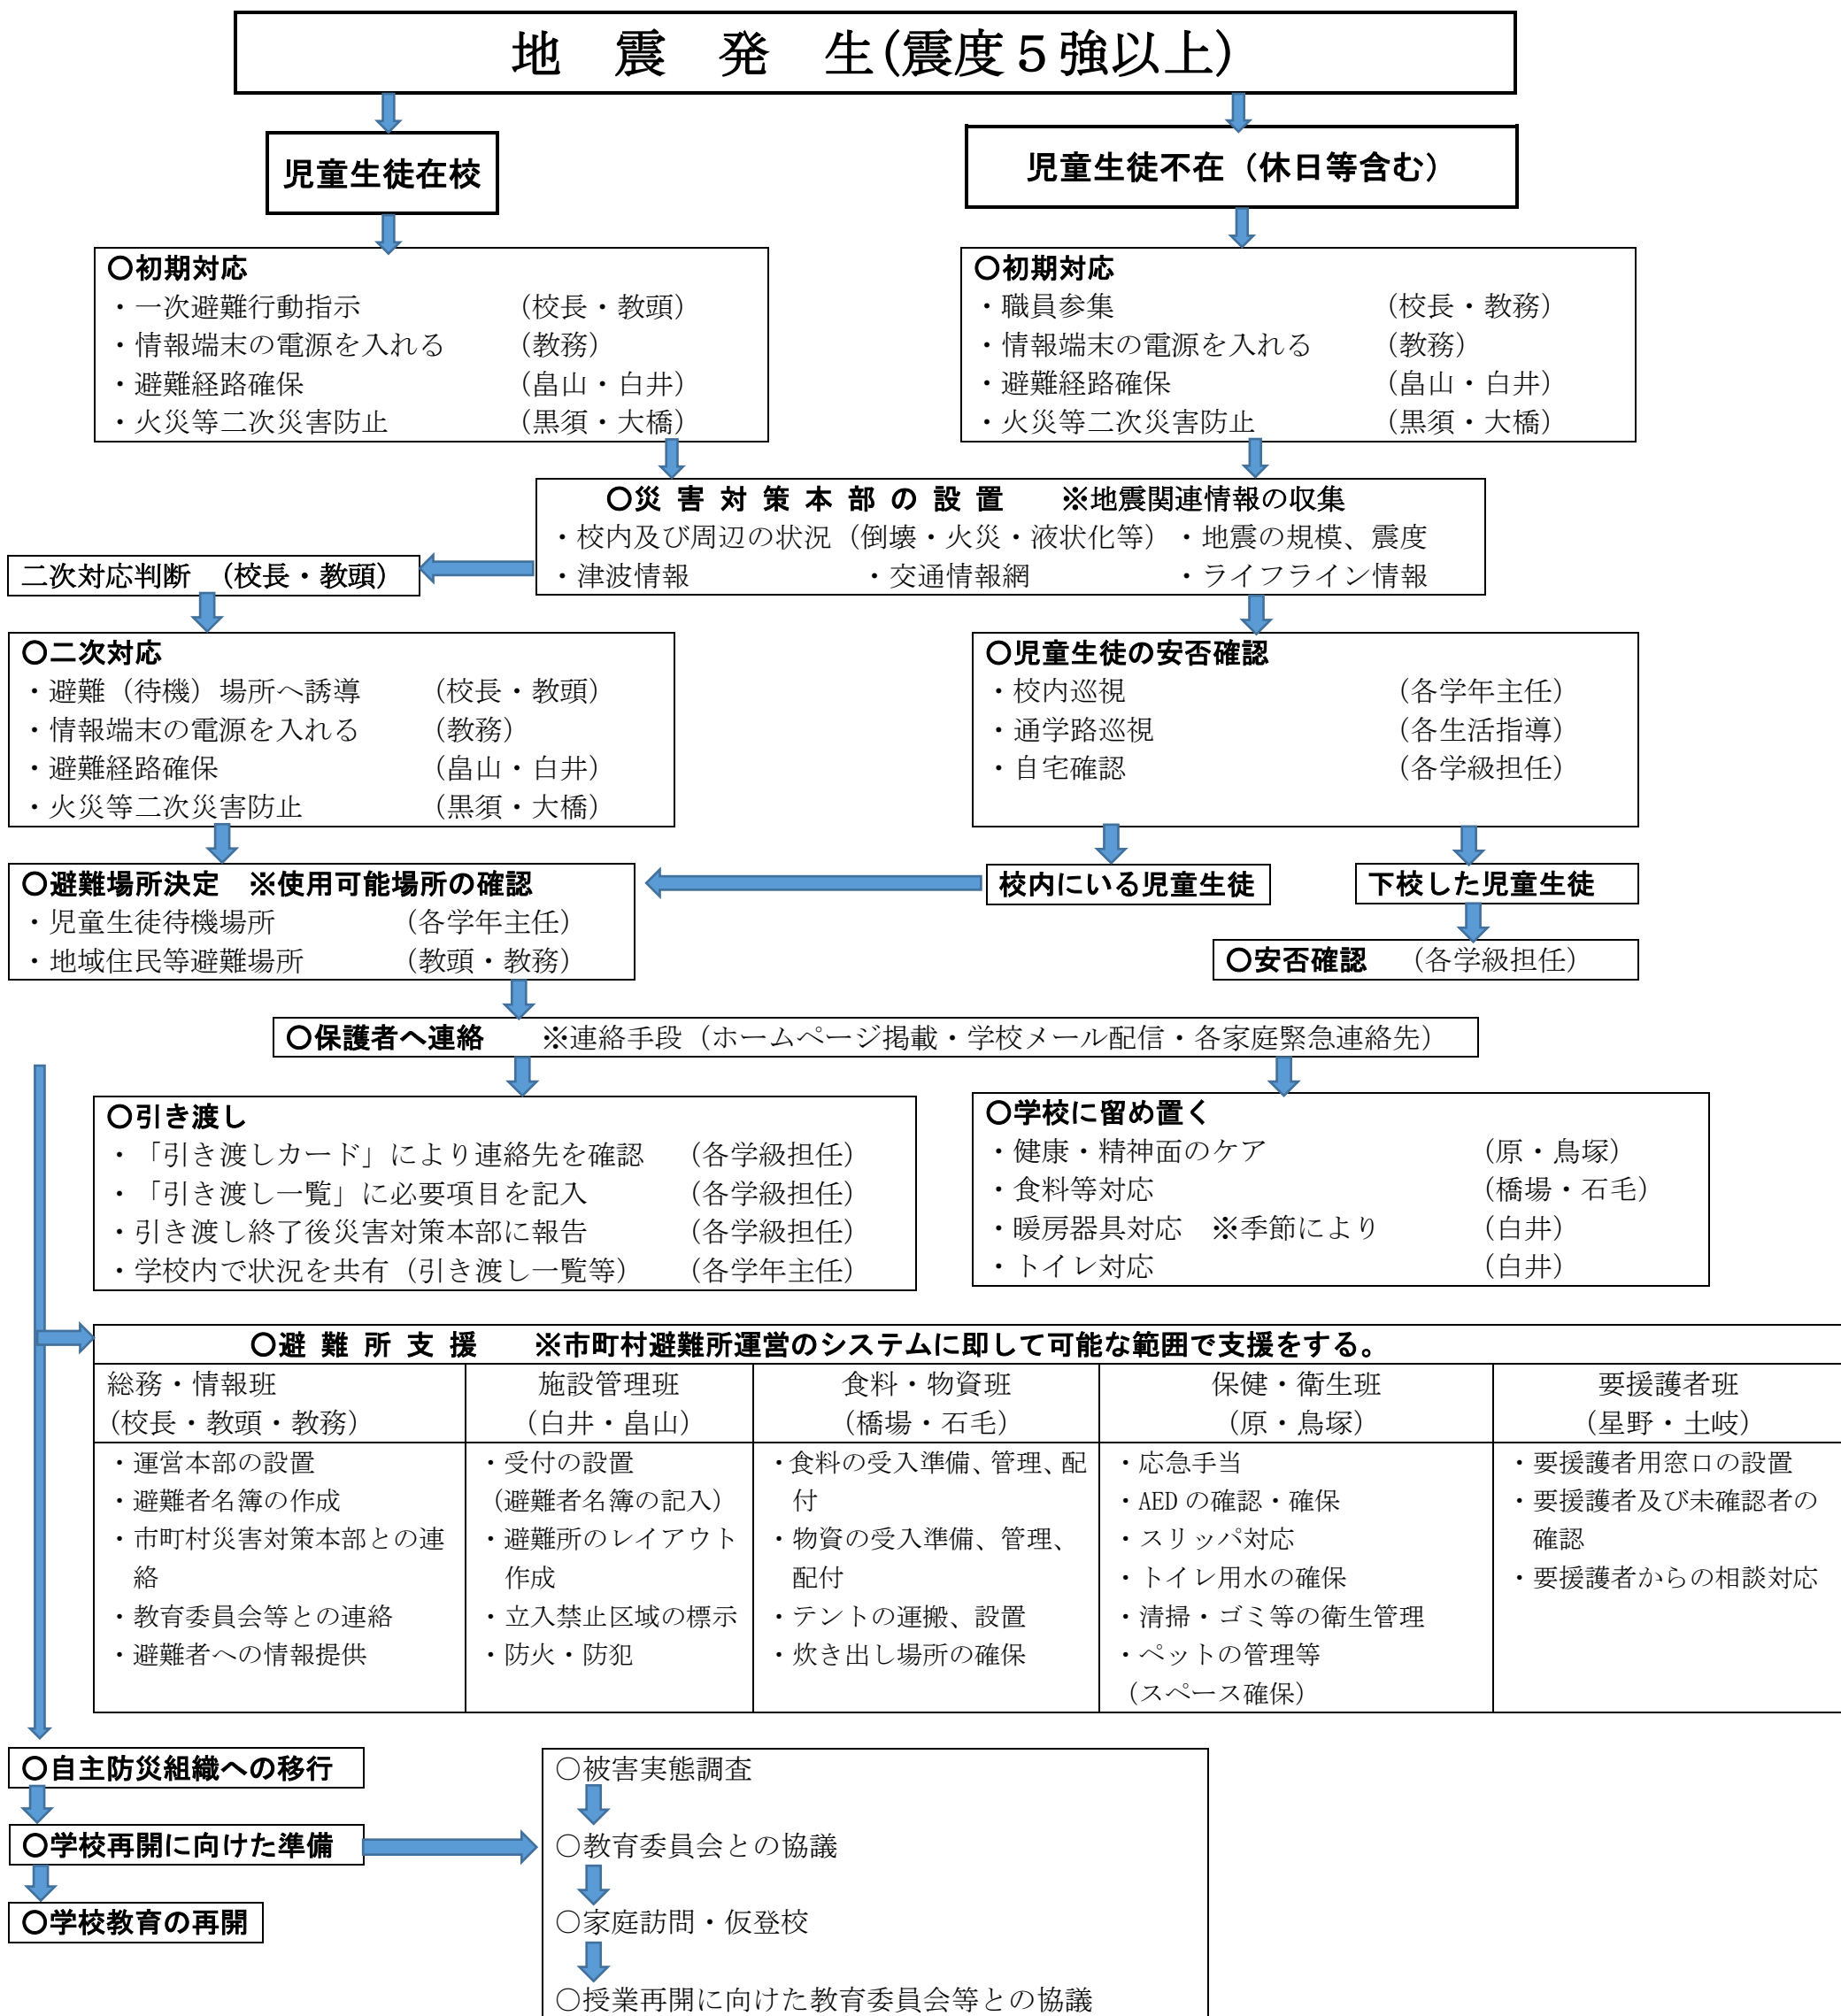 地　震　発　生(震度５強以上)
児童生徒在校
児童生徒不在（休日等含む）
○初期対応
・一次避難行動指示　（校長・教頭）
・情報端末の電源を入れる　（教務）
・避難経路確保　（畠山・白井）
・火災等二次災害防止　（黒須・大橋）
○初期対応
・職員参集　（校長・教務）
・情報端末の電源を入れる　（教務）
・避難経路確保　（畠山・白井）
・火災等二次災害防止　（黒須・大橋）
○災 害 対 策 本 部 の 設 置　※地震関連情報の収集
・校内及び周辺の状況（倒壊・火災・液状化等）・地震の規模、震度
・津波情報　・交通情報網　・ライフライン情報
二次対応判断　（校長・教頭）
○二次対応
・避難（待機）場所へ誘導　（校長・教頭）
・情報端末の電源を入れる　（教務）
・避難経路確保　（畠山・白井）
・火災等二次災害防止　（黒須・大橋）
○児童生徒の安否確認
・校内巡視　（各学年主任）
・通学路巡視　（各生活指導）
・自宅確認　（各学級担任）
○避難場所決定　※使用可能場所の確認
・児童生徒待機場所　（各学年主任）
・地域住民等避難場所　（教頭・教務）
校内にいる児童生徒
下校した児童生徒
○安否確認　（各学級担任）
○保護者へ連絡　※連絡手段（ホームページ掲載・学校メール配信・各家庭緊急連絡先）
○引き渡し
・「引き渡しカード」により連絡先を確認　（各学級担任）
・「引き渡し一覧」に必要項目を記入　（各学級担任）
・引き渡し終了後災害対策本部に報告　（各学級担任）
・学校内で状況を共有（引き渡し一覧等）　（各学年主任）
○学校に留め置く
・健康・精神面のケア　（原・鳥塚）
・食料等対応　（橋場・石毛）
・暖房器具対応　※季節により　（白井）
・トイレ対応　（白井）
○避 難 所 支 援　※市町村避難所運営のシステムに即して可能な範囲で支援をする。
総務・情報班
（校長・教頭・教務）
施設管理班
（白井・畠山）
食料・物資班
（橋場・石毛）
保健・衛生班
（原・鳥塚）
要援護者班
（星野・土岐）
・運営本部の設置
・避難者名簿の作成
・市町村災害対策本部との連
絡
・教育委員会等との連絡
・避難者への情報提供
・受付の設置
（避難者名簿の記入）
・避難所のレイアウト
作成
・立入禁止区域の標示
・防火・防犯
・食料の受入準備、管理、配
付
・物資の受入準備、管理、
配付
・テントの運搬、設置
・炊き出し場所の確保
・応急手当
・AED の確認・確保
・スリッパ対応
・トイレ用水の確保
・清掃・ゴミ等の衛生管理
・ペットの管理等
（スペース確保）
・要援護者用窓口の設置
・要援護者及び未確認者の
確認
・要援護者からの相談対応
○自主防災組織への移行
○学校再開に向けた準備
○学校教育の再開
○被害実態調査
○教育委員会との協議
○家庭訪問・仮登校
○授業再開に向けた教育委員会等との協議